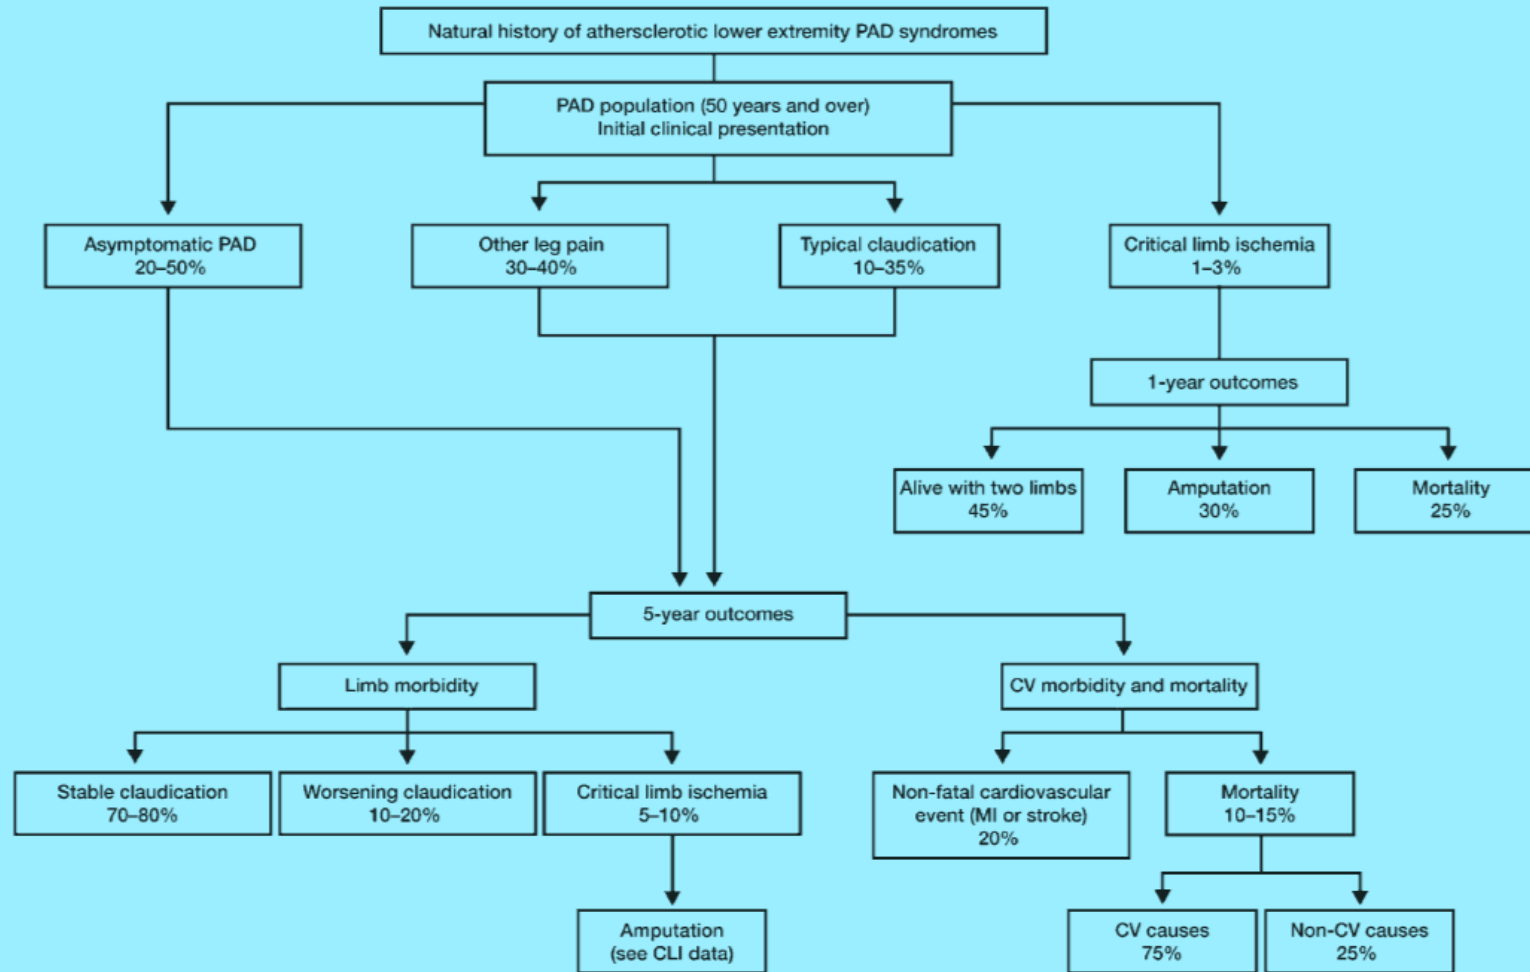 Natural history of athersclerotic lower extremity PAD syndromes
PAD population (50 years and over)
Initial clinical presentation
Asymptomatic PAD
20–50%
Other leg pain
30–40%
Typical claudication
10–35%
Critical limb ischemia
1–3%
1-year outcomes
Alive with two limbs
45%
Amputation
30%
Mortality
25%
5-year outcomes
Limb morbidity
CV morbidity and mortality
Stable claudication
70–80%
Worsening claudication
10–20%
Critical limb ischemia
5–10%
Non-fatal cardiovascular
event (MI or stroke)
20%
Mortality
10–15%
Amputation
(see CLI data)
CV causes
75%
Non-CV causes
25%